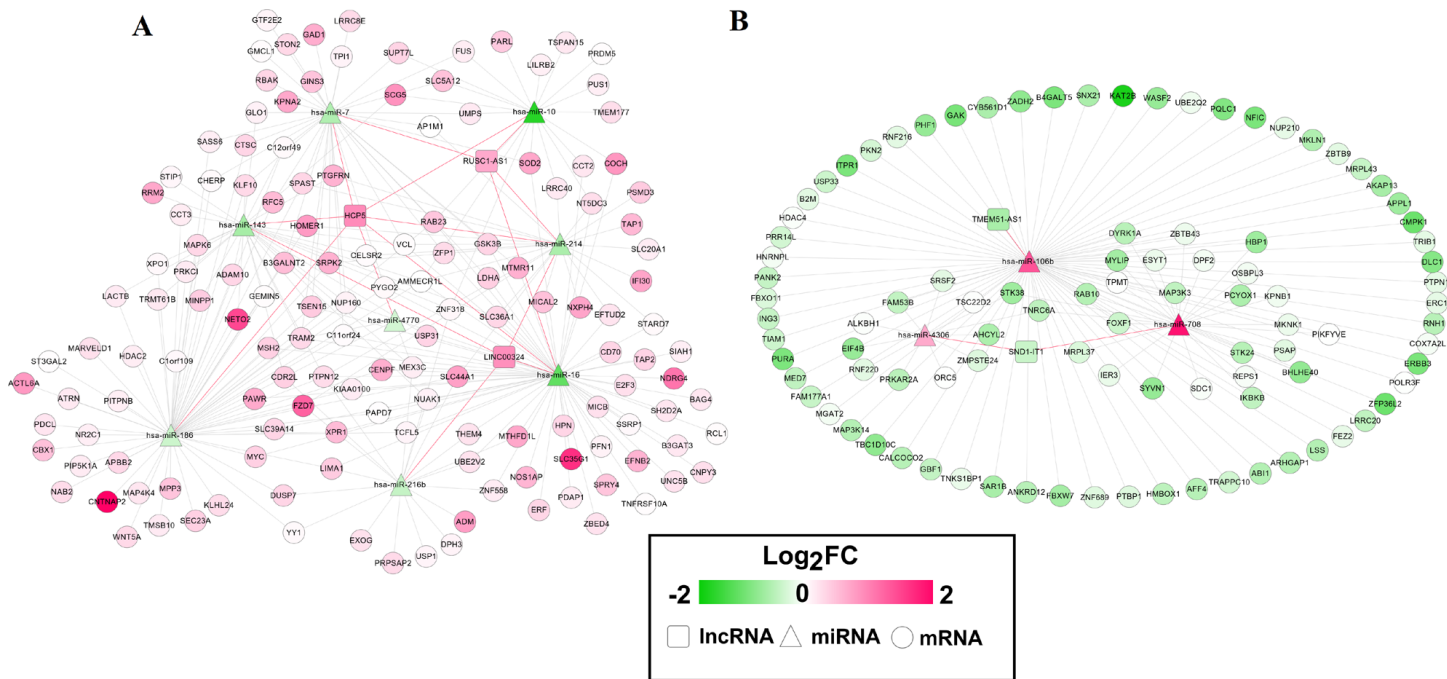 A
GTF2E2
LRRC8E
GAD1
STON2
GMCL1
TPI1
SUPT7L
FUS
PARL
TSPAN15
PRDM5
LILRB2
RBAK
GINS3
SLC5A12
PUS1
KPNA2
SCG5
GLO1
hsa-miR-7
UMPS
hsa-miR-10
TMEM177
AP1M1
SASS6
CTSC
C12orf49
RUSC1-AS1
SOD2
CCT2
COCH
STIP1
CHERP
KLF10
SPAST
PTGFRN
LRRC40
RRM2
RFC5
NT5DC3
PSMD3
CCT3
HCP5
hsa-miR-143
HOMER1
RAB23
TAP1
MAPK6
VCL
GSK3B
hsa-miR-214
SLC20A1
XPO1
PRKCI
B3GALNT2
SRPK2
CELSR2
ZFP1
ADAM10
LDHA
MTMR11
IFI30
LACTB
TRMT61B
MINPP1
GEMIN5
PYGO2
AMMECR1L
TSEN15
NUP160
ZNF318
MICAL2
NXPH4
NETO2
SLC36A1
EFTUD2
STARD7
hsa-miR-4770
MARVELD1
HDAC2
C11orf24
USP31
MSH2
TRAM2
ST3GAL2
C1orf109
LINC00324
CD70
TAP2
SIAH1
ACTL6A
CDR2L
PTPN12
CENPF
MEX3C
SLC44A1
hsa-miR-16
NDRG4
ATRN
PITPNB
PAWR
KIAA0100
E2F3
FZD7
NUAK1
BAG4
PDCL
NR2C1
PAPD7
MICB
SH2D2A
hsa-miR-186
SLC39A14
XPR1
TCFL5
HPN
SSRP1
RCL1
CBX1
THEM4
MTHFD1L
PFN1
B3GAT3
PIP5K1A
APBB2
MYC
UBE2V2
SLC35G1
EFNB2
LIMA1
CNPY3
NAB2
CNTNAP2
MAP4K4
MPP3
hsa-miR-216b
NOS1AP
SPRY4
UNC5B
DUSP7
ZNF558
PDAP1
TNFRSF10A
KLHL24
ERF
TMSB10
SEC23A
ZBED4
WNT5A
YY1
ADM
EXOG
DPH3
USP1
PRPSAP2
B
KAT2B
SNX21
WASF2
B4GALT5
UBE2Q2
ZADH2
CYB561D1
PQLC1
GAK
NFIC
PHF1
NUP210
RNF216
MKLN1
PKN2
ZBTB9
ITPR1
MRPL43
USP33
AKAP13
B2M
APPL1
HDAC4
TMEM51-AS1
CMPK1
PRR14L
DYRK1A
ZBTB43
HBP1
TRIB1
HNRNPL
hsa-miR-106b
MYLIP
ESYT1
DPF2
DLC1
PANK2
OSBPL3
PTPN1
SRSF2
TPMT
FBXO11
FAM53B
TSC22D2
STK38
RAB10
MAP3K3
PCYOX1
KPNB1
ERC1
ING3
TNRC6A
RNH1
ALKBH1
FOXF1
hsa-miR-708
MKNK1
PIKFYVE
TIAM1
hsa-miR-4306
AHCYL2
COX7A2L
EIF4B
SND1-IT1
MRPL37
STK24
PSAP
PURA
ZMPSTE24
ERBB3
RNF220
BHLHE40
MED7
PRKAR2A
ORC5
IER3
REPS1
POLR3F
FAM177A1
SYVN1
SDC1
IKBKB
ZFP36L2
MGAT2
LRRC20
MAP3K14
FEZ2
TBC1D10C
LSS
CALCOCO2
ARHGAP1
GBF1
ABI1
TNKS1BP1
TRAPPC10
SAR1B
AFF4
ANKRD12
HMBOX1
FBXW7
PTBP1
ZNF689
Log2FC
-2
0
2
lncRNA
miRNA
mRNA